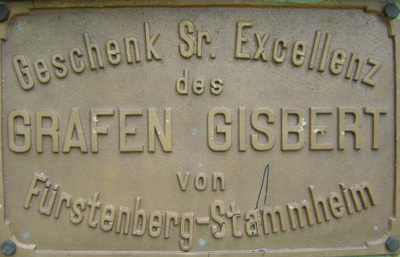 Geschenk Sr. Excellenz
des
GRAFEN GISBERT
von
Fürstenberg-Stammheim